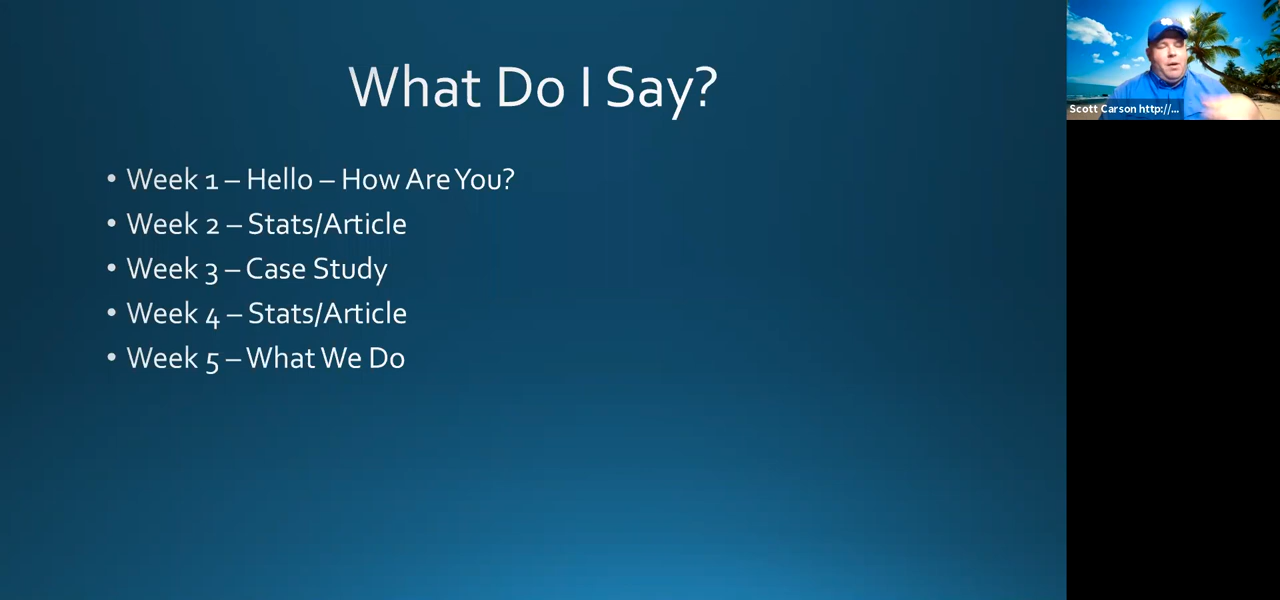 What Do I Say?
• Week 1 – Hello – How Are You?
• Week 2 – Stats/Article
• Week 3 – Case Study
• Week 4 – Stats/Article
• Week 5 – What We Do
Scott Carson http://...